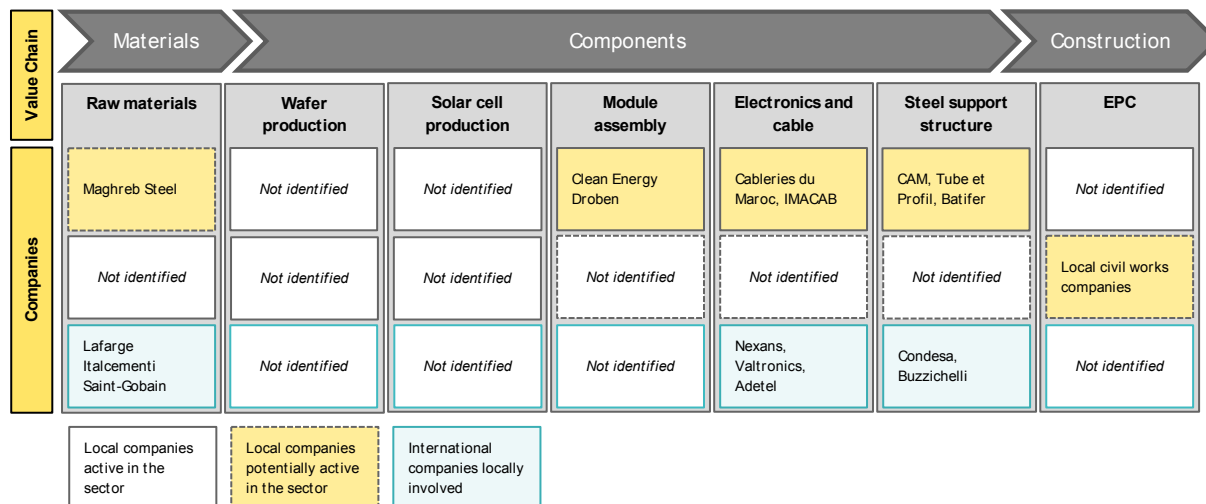 Value Chain
Materials
Components
Construction
Raw materials
Wafer
production
Solar cell
production
Module
assembly
Electronics and
cable
Steel support
structure
EPC
Companies
Maghreb Steel
Not identified
Not identified
Clean Energy
Droben
Cableries du
Maroc, IMACAB
CAM, Tube et
Profil, Batifer
Not identified
Not identified
Not identified
Not identified
Not identified
Not identified
Not identified
Local civil works
companies
Lafarge
Italcementi
Saint-Gobain
Not identified
Not identified
Not identified
Nexans,
Valtronics,
Adetel
Condesa,
Buzzichelli
Not identified
Local companies
active in the
sector
Local companies
potentially active
in the sector
International
companies locally
involved